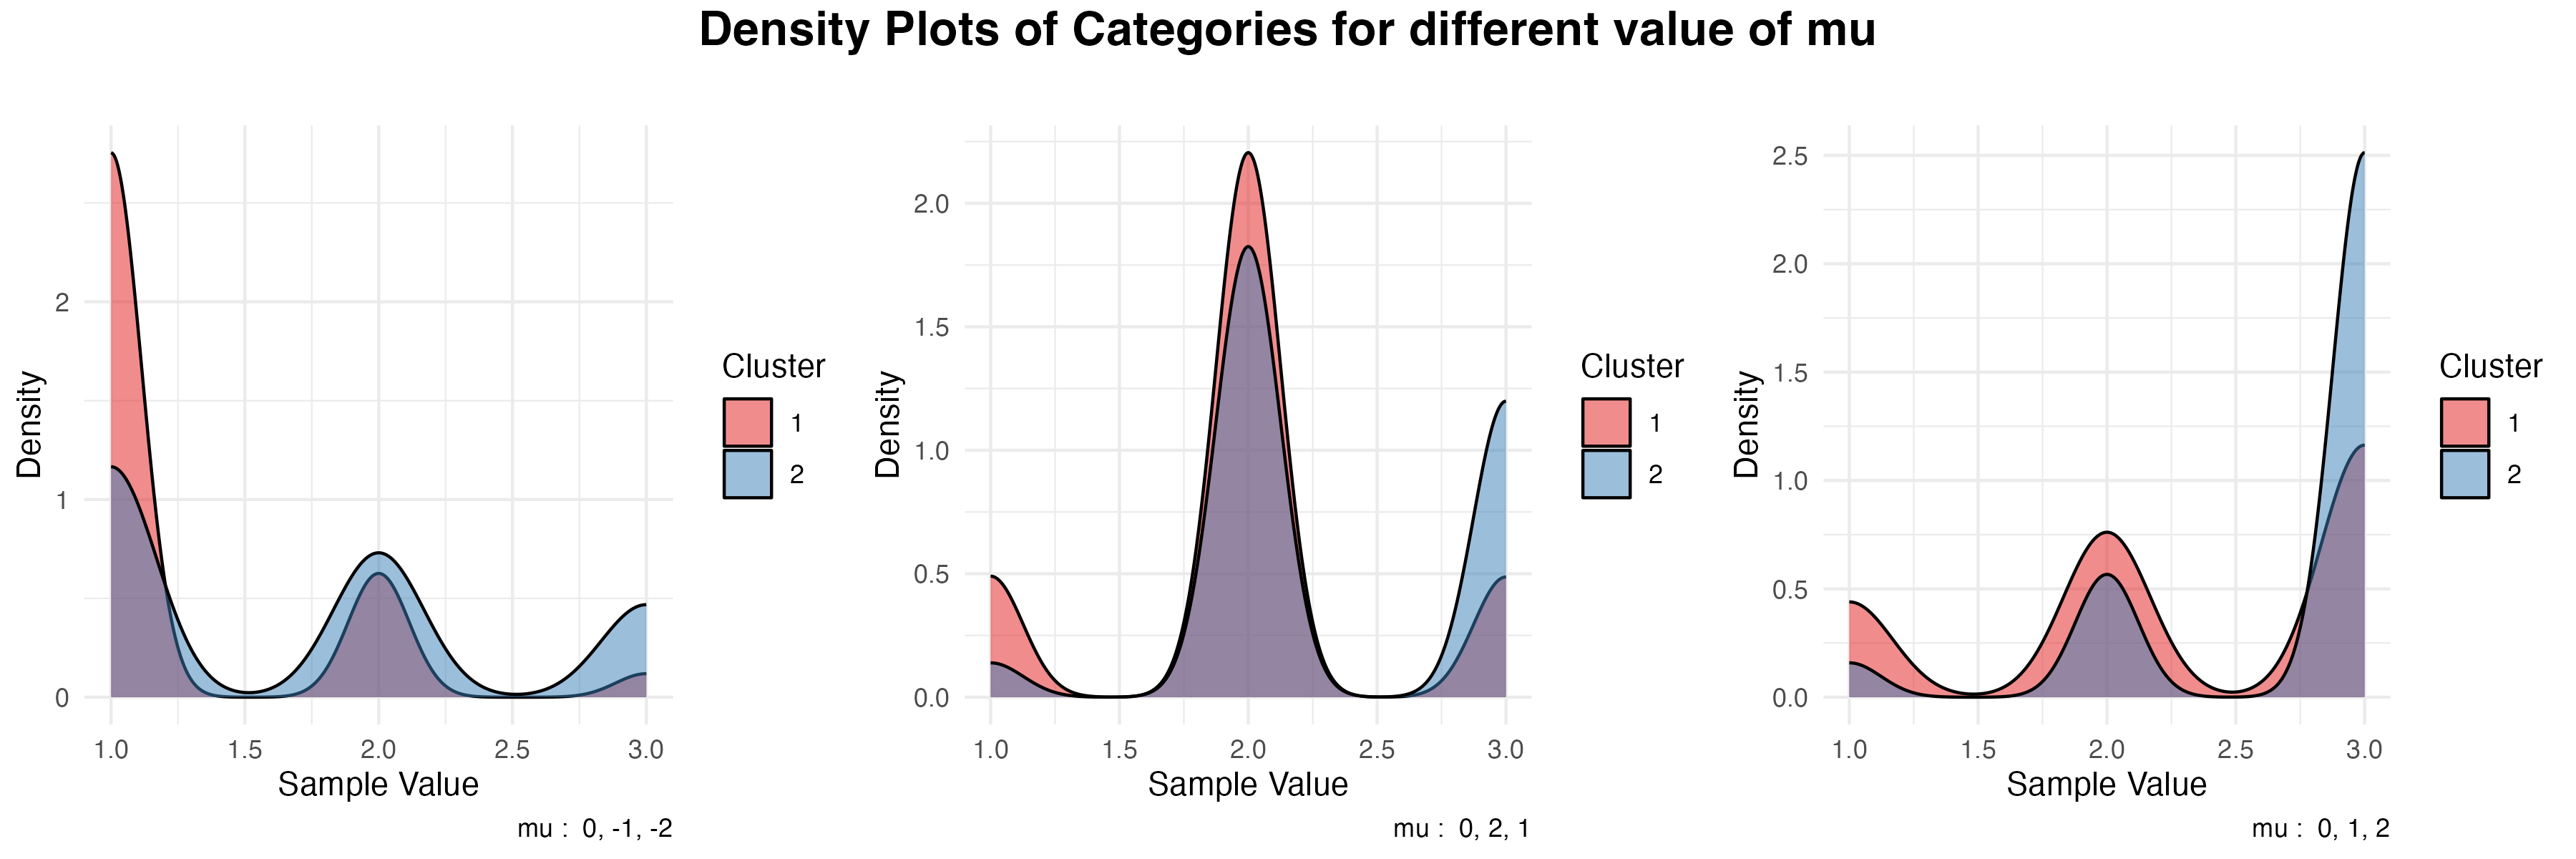 Density Plots of Categories for different value of mu
Density
2
1
0
1.0 1.5 2.0 2.5 3.0
Sample Value
mu : 0, -1, -2
Cluster
1
2
Density
2.0
1.5
1.0
0.5
0.0
1.0 1.5 2.0 2.5 3.0
Sample Value
mu : 0, 2, 1
Cluster
1
2
Density
2.5
2.0
1.5
1.0
0.5
0.0
1.0 1.5 2.0 2.5 3.0
Sample Value
mu : 0, 1, 2
Cluster
1
2